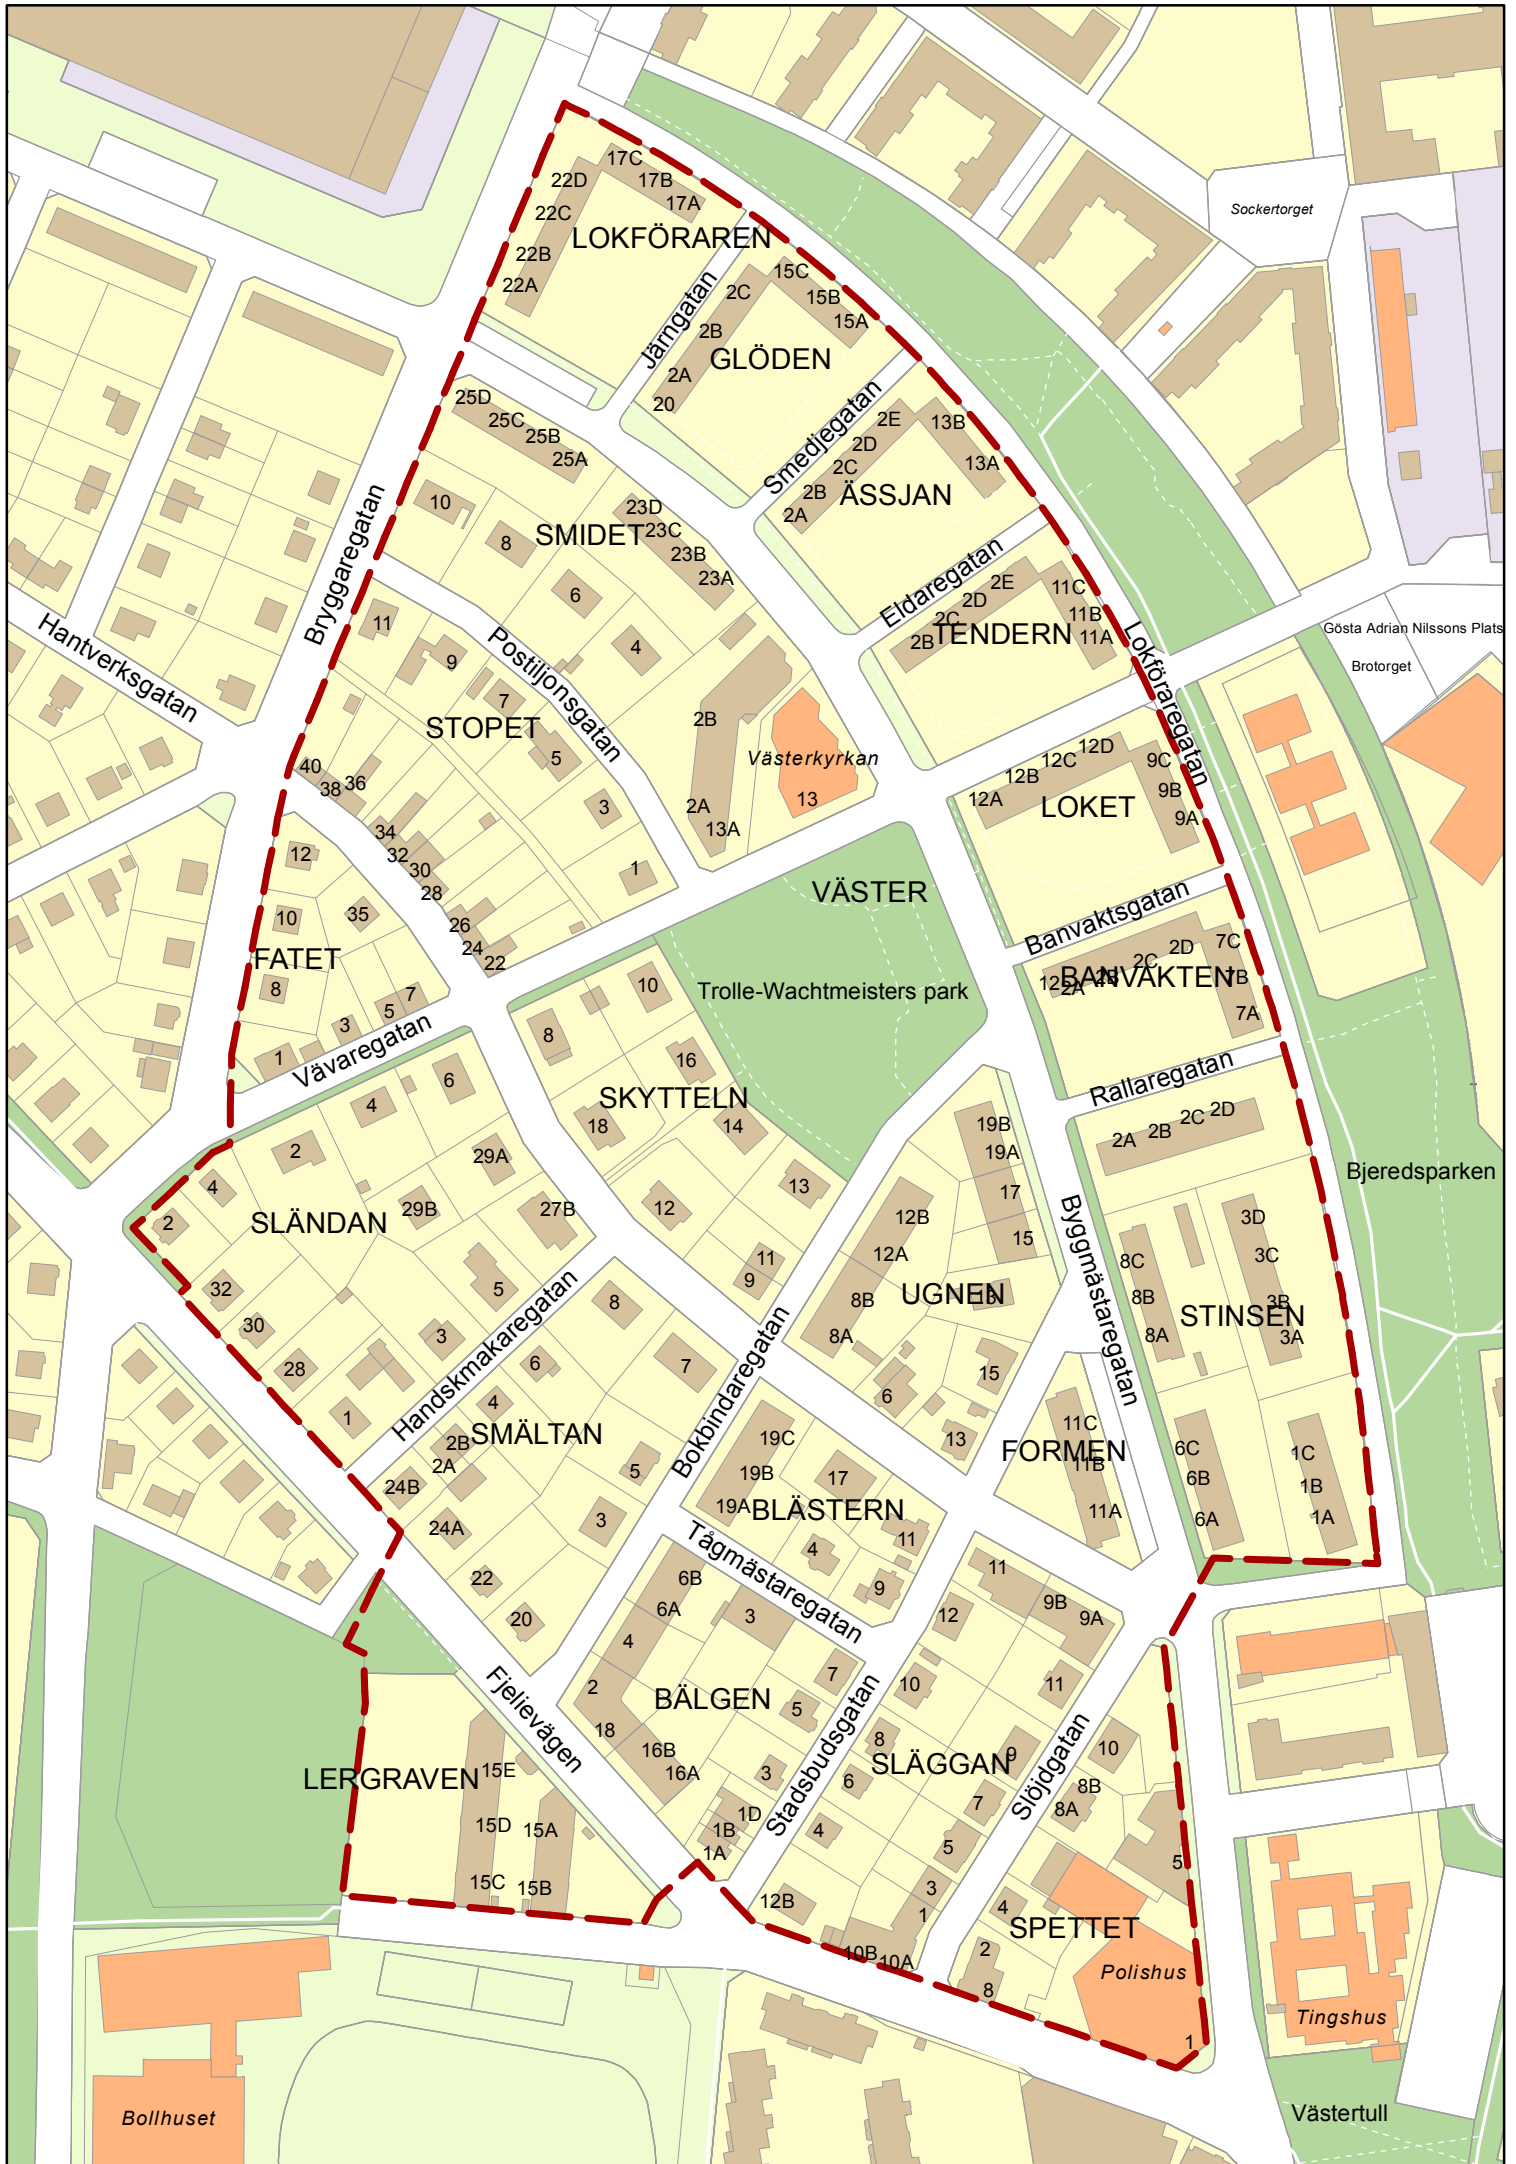 17C
22D
17B
17A
22C
LOKFÖRAREN
22B
22A
Sockertorget
Järngatan
15C
2C
15B
15A
2B
GLÖDEN
2A
20
25D
25C
25B
25A
Smedjegatan
2E
13B
2D
2C
13A
2B
2A
ÄSSJAN
10
8
SMIDET
23D
23C
23B
23A
6
4
Bryggaregatan
Hantverksgatan
Eldaregatan
2E
2D
2C
2B
TENDERN
11C
11B
11A
Lokföraregatan
Gösta Adrian Nilssons Plats
Brotorget
11
9
7
5
3
1
Postiljonsgatan
STOPET
2B
2A
13A
Västerkyrkan
13
40
38
36
34
32
30
28
26
24
22
12D
12C
12B
12A
LOKET
9C
9B
9A
VÄSTER
Trolle-Wachtmeisters park
Banvaktsgatan
12
2A
2B
2C
2D
BANVAKTEN
7C
7B
7A
12
10
35
FATET
8
7
5
3
1
Vävaregatan
Rallaregatan
2A
2B
2C
2D
10
8
16
SKYTTELN
18
14
13
12
11
9
6
4
2
29A
29B
27B
4
2
SLÄNDAN
32
30
28
5
3
1
Handskmakaregatan
19B
19A
17
15
12B
12A
8B
8A
UGNEN
16
15
6
13
Byggmästaregatan
Bjeredsparken
3D
3C
3B
3A
8C
8B
8A
STINSEN
6C
6B
6A
1C
1B
1A
8
7
6
4
2B
2A
SMÄLTAN
24B
24A
5
3
22
20
Bokbindaregatan
FORMEN
11C
11B
11A
19C
19B
19A
17
BLÄSTERN
4
11
9
Tågmästaregatan
6B
6A
4
2
18
3
7
5
BÄLGEN
16B
16A
3
1D
1B
1A
Fjelievägen
Stadsbudsgatan
11
9B
9A
12
10
11
8
6
4
SLÄGGAN
9
7
5
3
1
12B
10B
10A
Slöjdgatan
LERGRAVEN
15E
15D
15A
15C
15B
10
8B
8A
5
4
SPETTET
2
8
Polishus
1
Tingshus
Bollhuset
Västertull